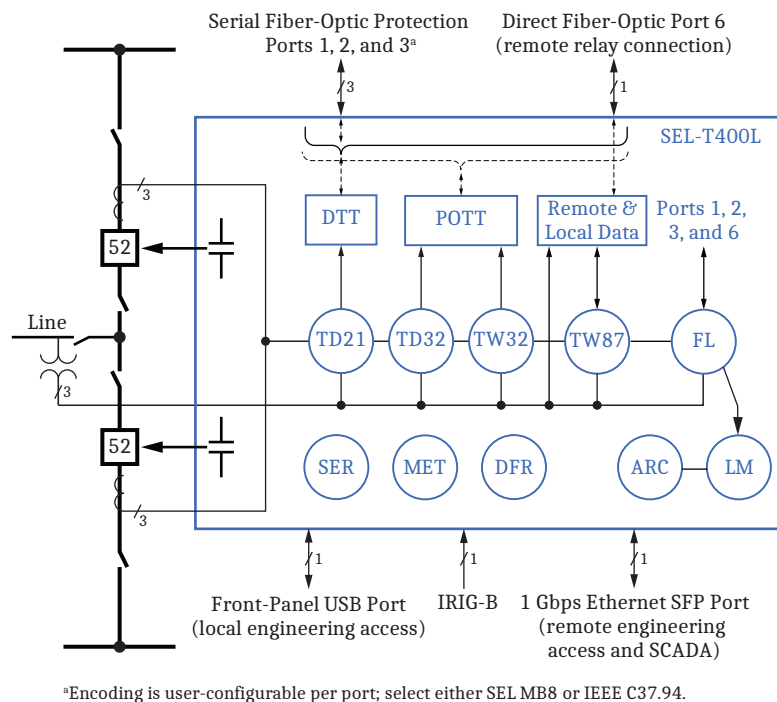 Serial Fiber-Optic Protection
Ports 1, 2, and 3ᵃ
Direct Fiber-Optic Port 6
(remote relay connection)
3
1
SEL-T400L
3
DTT
POTT
Remote &
Local Data
Ports 1, 2,
3, and 6
52
Line
TD21
TD32
TW32
TW87
FL
3
52
SER
MET
DFR
ARC
LM
3
1
1
1
Front-Panel USB Port
(local engineering access)
IRIG-B
1 Gbps Ethernet SFP Port
(remote engineering
access and SCADA)
ᵃEncoding is user-configurable per port; select either SEL MB8 or IEEE C37.94.